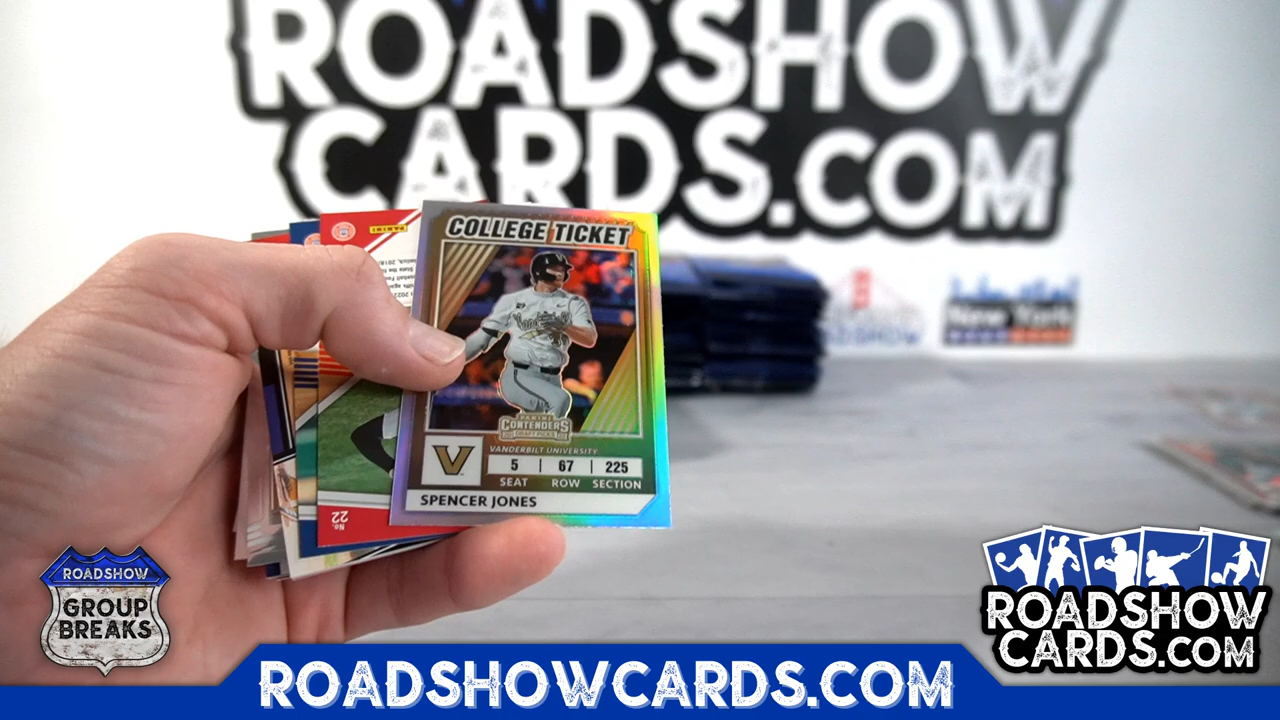 ROADSHOW
CARDS.COM
PANINI
COLLEGE TICKET
PANINI
CONTENDERS
DRAFT PICKS
VANDERBILT UNIVERSITY
V
5 | 67 | 225
SEAT ROW SECTION
SPENCER JONES
No. 22
New York
ROADSHOW
GROUP
BREAKS
ROADSHOW
CARDS.COM
ROADSHOWCARDS.COM